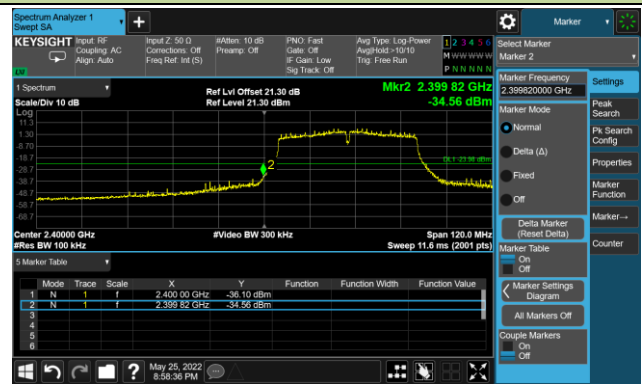 Spectrum Analyzer 1
Swept SA
Marker
KEYSIGHT
Input: RF
Coupling: AC
Align: Auto
Input Z: 50 Ω
Corrections: Off
Freq Ref: Int (S)
#Atten: 10 dB
Preamp: Off
PNO: Fast
Gate: Off
IF Gain: Low
Sig Track: Off
Avg Type: Log-Power
Avg|Hold:>10/10
Trig: Free Run
1 2 3 4 5 6
M W W W W W
P N N N N N
Select Marker
Marker 2
LXI
1 Spectrum
Scale/Div 10 dB
Log
Ref Lvl Offset 21.30 dB
Ref Level 21.30 dBm
Mkr2 2.399 82 GHz
-34.56 dBm
11.3
1.30
-8.70
-18.7
-28.7
-38.7
-48.7
-58.7
-68.7
DL1 -23.98 dBm
2
Center 2.40000 GHz
#Res BW 100 kHz
#Video BW 300 kHz
Span 120.0 MHz
Sweep 11.6 ms (2001 pts)
5 Marker Table
Mode Trace Scale X Y Function Function Width Function Value
1 N 1 f 2.400 00 GHz -36.10 dBm
2 N 1 f 2.399 82 GHz -34.56 dBm
3
4
5
6
Marker Frequency
2.399820000 GHz
Marker Mode
Normal
Delta (Δ)
Fixed
Off
Delta Marker
(Reset Delta)
Marker Table
On
Off
Marker Settings
Diagram
All Markers Off
Couple Markers
On
Off
Settings
Peak
Search
Pk Search
Config
Properties
Marker
Function
Marker→
Counter
May 25, 2022
8:58:36 PM